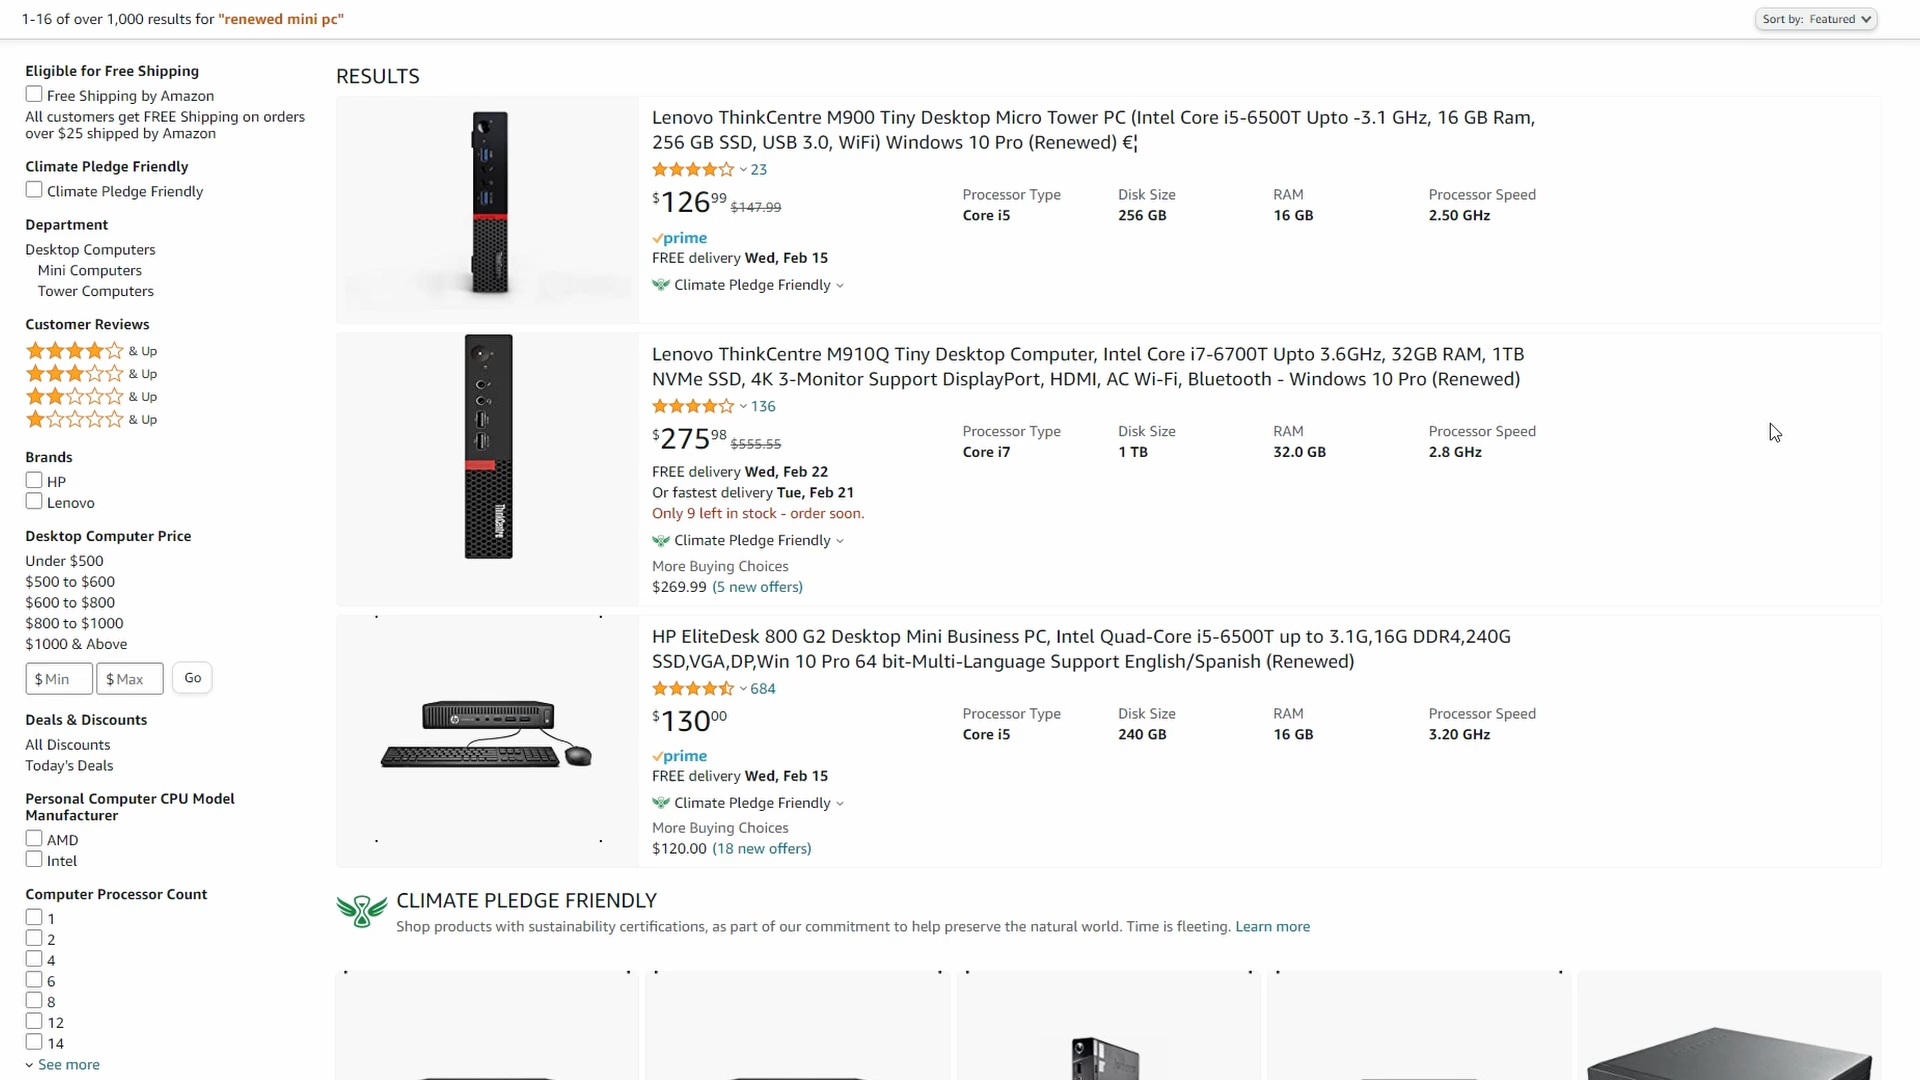 1-16 of over 1,000 results for "renewed mini pc"
Sort by: Featured
Eligible for Free Shipping
Free Shipping by Amazon
All customers get FREE Shipping on orders
over $25 shipped by Amazon
Climate Pledge Friendly
Climate Pledge Friendly
Department
Desktop Computers
Mini Computers
Tower Computers
Customer Reviews
& Up
& Up
& Up
& Up
Brands
HP
Lenovo
Desktop Computer Price
Under $500
$500 to $600
$600 to $800
$800 to $1000
$1000 & Above
$ Min $ Max Go
Deals & Discounts
All Discounts
Today's Deals
Personal Computer CPU Model
Manufacturer
AMD
Intel
Computer Processor Count
1
2
4
6
8
12
14
See more
RESULTS
Lenovo ThinkCentre M900 Tiny Desktop Micro Tower PC (Intel Core i5-6500T Upto -3.1 GHz, 16 GB Ram,
256 GB SSD, USB 3.0, WiFi) Windows 10 Pro (Renewed) €¦
23
$126.99 $147.99
Processor Type Disk Size RAM Processor Speed
Core i5 256 GB 16 GB 2.50 GHz
prime
FREE delivery Wed, Feb 15
Climate Pledge Friendly
ThinkCentre
Lenovo ThinkCentre M910Q Tiny Desktop Computer, Intel Core i7-6700T Upto 3.6GHz, 32GB RAM, 1TB
NVMe SSD, 4K 3-Monitor Support DisplayPort, HDMI, AC Wi-Fi, Bluetooth - Windows 10 Pro (Renewed)
136
$275.98 $555.55
Processor Type Disk Size RAM Processor Speed
Core i7 1 TB 32.0 GB 2.8 GHz
FREE delivery Wed, Feb 22
Or fastest delivery Tue, Feb 21
Only 9 left in stock - order soon.
Climate Pledge Friendly
More Buying Choices
$269.99 (5 new offers)
HP EliteDesk 800 G2 Desktop Mini Business PC, Intel Quad-Core i5-6500T up to 3.1G,16G DDR4,240G
SSD,VGA,DP,Win 10 Pro 64 bit-Multi-Language Support English/Spanish (Renewed)
684
$130.00
Processor Type Disk Size RAM Processor Speed
Core i5 240 GB 16 GB 3.20 GHz
prime
FREE delivery Wed, Feb 15
Climate Pledge Friendly
More Buying Choices
$120.00 (18 new offers)
CLIMATE PLEDGE FRIENDLY
Shop products with sustainability certifications, as part of our commitment to help preserve the natural world. Time is fleeting. Learn more